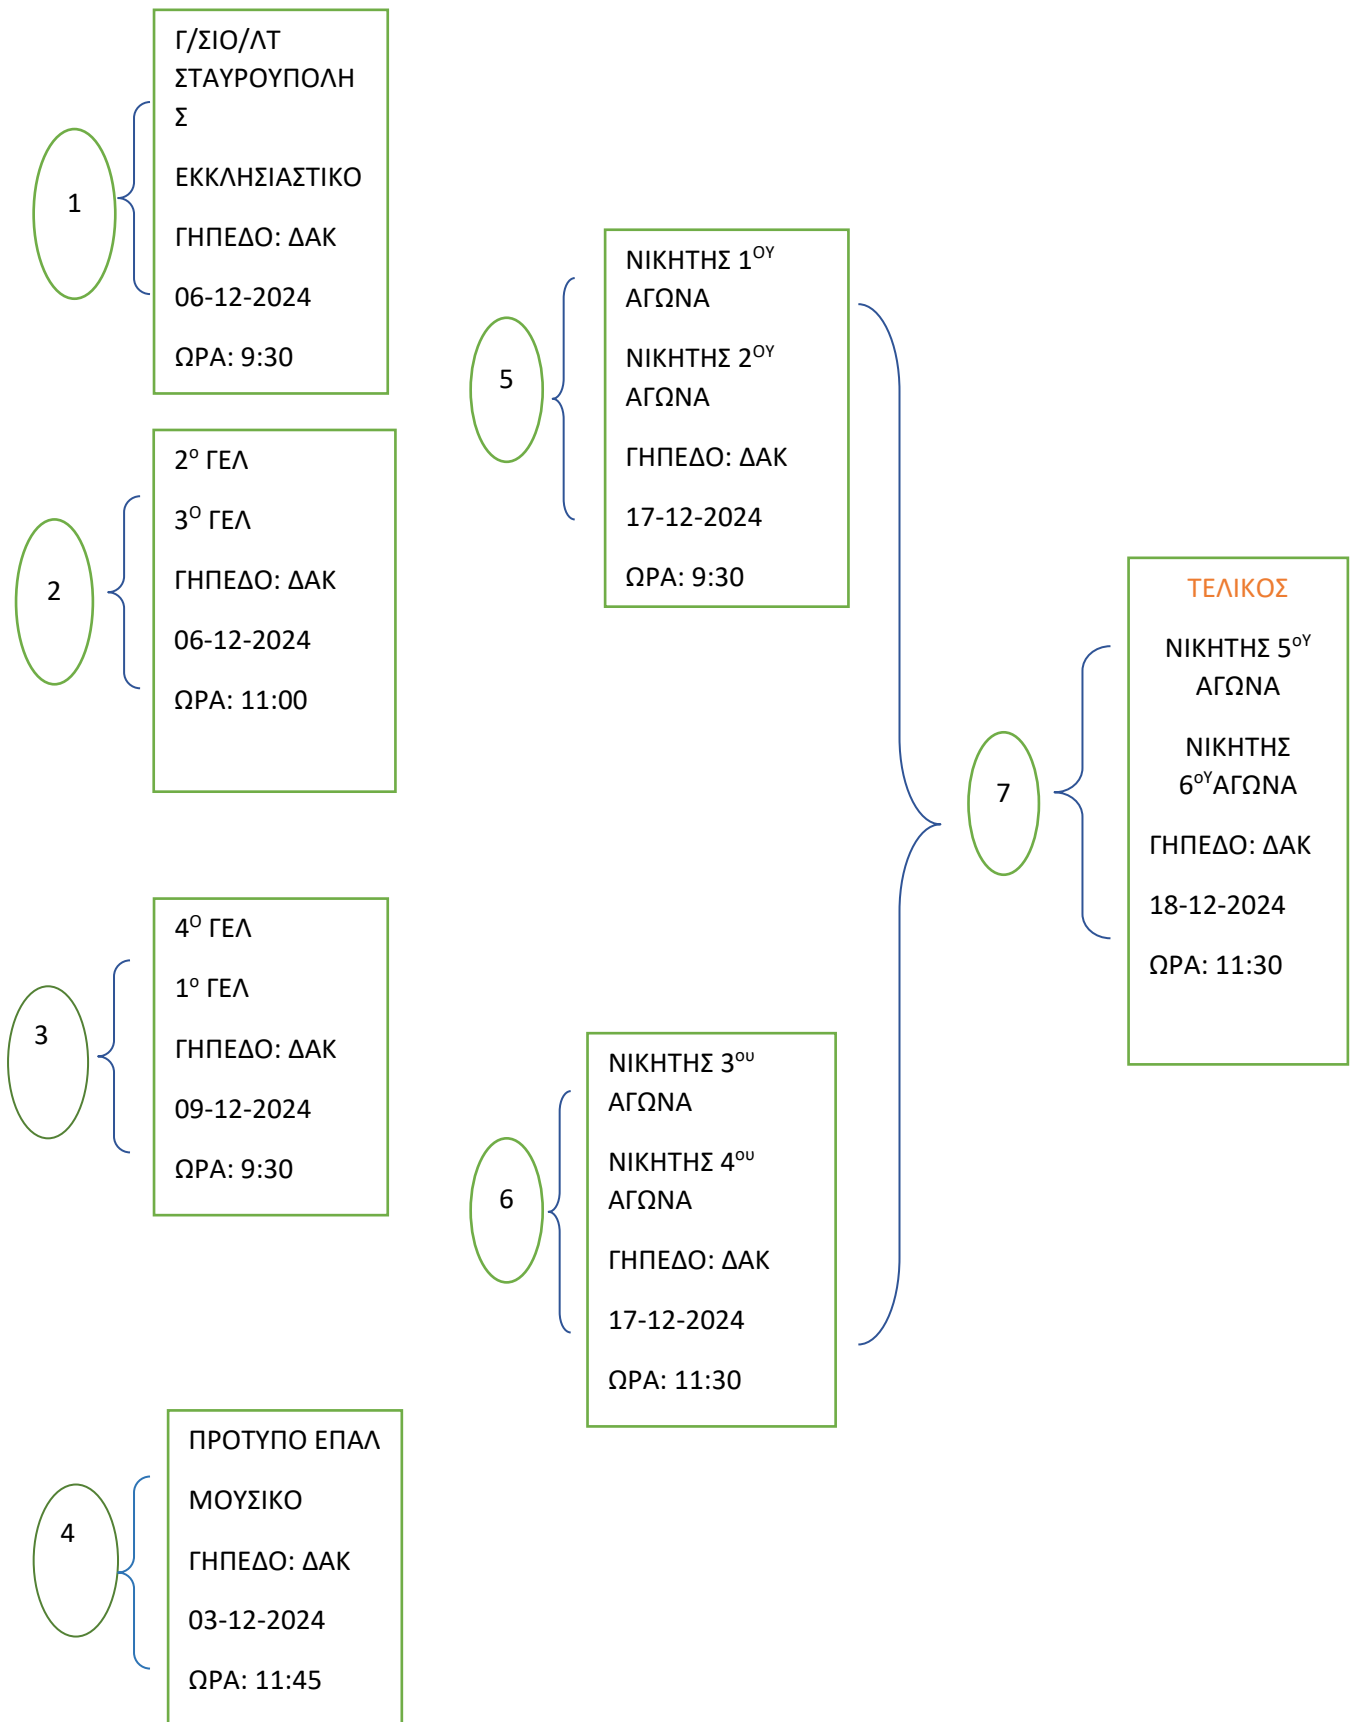 1
Γ/ΣΙΟ/ΛΤ
ΣΤΑΥΡΟΥΠΟΛΗ
Σ
ΕΚΚΛΗΣΙΑΣΤΙΚΟ
ΓΗΠΕΔΟ: ΔΑΚ
06-12-2024
ΩΡΑ: 9:30
2
2ο ΓΕΛ
3Ο ΓΕΛ
ΓΗΠΕΔΟ: ΔΑΚ
06-12-2024
ΩΡΑ: 11:00
3
4Ο ΓΕΛ
1ο ΓΕΛ
ΓΗΠΕΔΟ: ΔΑΚ
09-12-2024
ΩΡΑ: 9:30
4
ΠΡΟΤΥΠΟ ΕΠΑΛ
ΜΟΥΣΙΚΟ
ΓΗΠΕΔΟ: ΔΑΚ
03-12-2024
ΩΡΑ: 11:45
5
ΝΙΚΗΤΗΣ 1ΟΥ
ΑΓΩΝΑ
ΝΙΚΗΤΗΣ 2ΟΥ
ΑΓΩΝΑ
ΓΗΠΕΔΟ: ΔΑΚ
17-12-2024
ΩΡΑ: 9:30
6
ΝΙΚΗΤΗΣ 3ου
ΑΓΩΝΑ
ΝΙΚΗΤΗΣ 4ου
ΑΓΩΝΑ
ΓΗΠΕΔΟ: ΔΑΚ
17-12-2024
ΩΡΑ: 11:30
7
ΤΕΛΙΚΟΣ
ΝΙΚΗΤΗΣ 5οΥ
ΑΓΩΝΑ
ΝΙΚΗΤΗΣ
6οΥΑΓΩΝΑ
ΓΗΠΕΔΟ: ΔΑΚ
18-12-2024
ΩΡΑ: 11:30